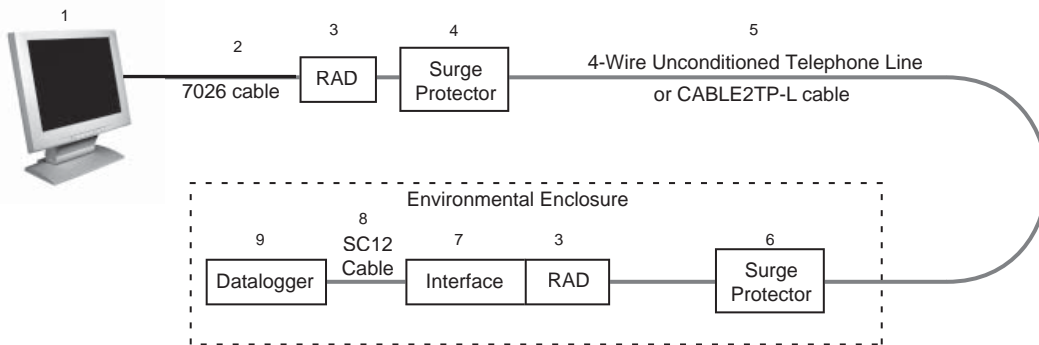 1
2
7026 cable
3
RAD
4
Surge
Protector
5
4-Wire Unconditioned Telephone Line
or CABLE2TP-L cable
Environmental Enclosure
9
Datalogger
8
SC12
Cable
7
Interface
3
RAD
6
Surge
Protector